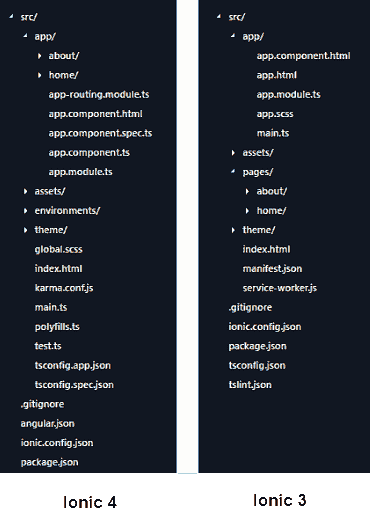 src/
app/
about/
home/
app-routing.module.ts
app.component.html
app.component.spec.ts
app.component.ts
app.module.ts
assets/
environments/
theme/
global.scss
index.html
karma.conf.js
main.ts
polyfills.ts
test.ts
tsconfig.app.json
tsconfig.spec.json
.gitignore
angular.json
ionic.config.json
package.json
Ionic 4
src/
app/
app.component.html
app.html
app.module.ts
app.scss
main.ts
assets/
pages/
about/
home/
theme/
index.html
manifest.json
service-worker.js
.gitignore
ionic.config.json
package.json
tsconfig.json
tslint.json
Ionic 3